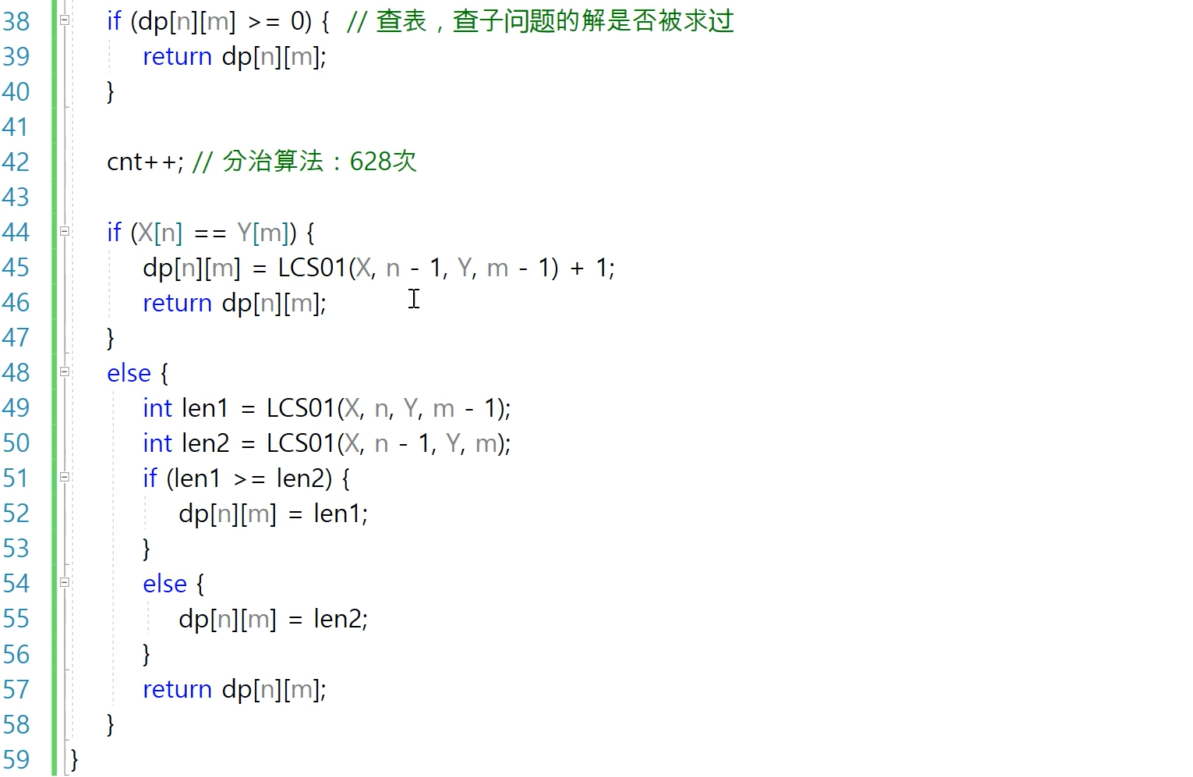 38 if (dp[n][m] >= 0) { // 查表，查子问题的解是否被求过
39 return dp[n][m];
40 }
41
42 cnt++; // 分治算法：628次
43
44 if (X[n] == Y[m]) {
45 dp[n][m] = LCS01(X, n - 1, Y, m - 1) + 1;
46 return dp[n][m];
47 }
48 else {
49 int len1 = LCS01(X, n, Y, m - 1);
50 int len2 = LCS01(X, n - 1, Y, m);
51 if (len1 >= len2) {
52 dp[n][m] = len1;
53 }
54 else {
55 dp[n][m] = len2;
56 }
57 return dp[n][m];
58 }
59 }